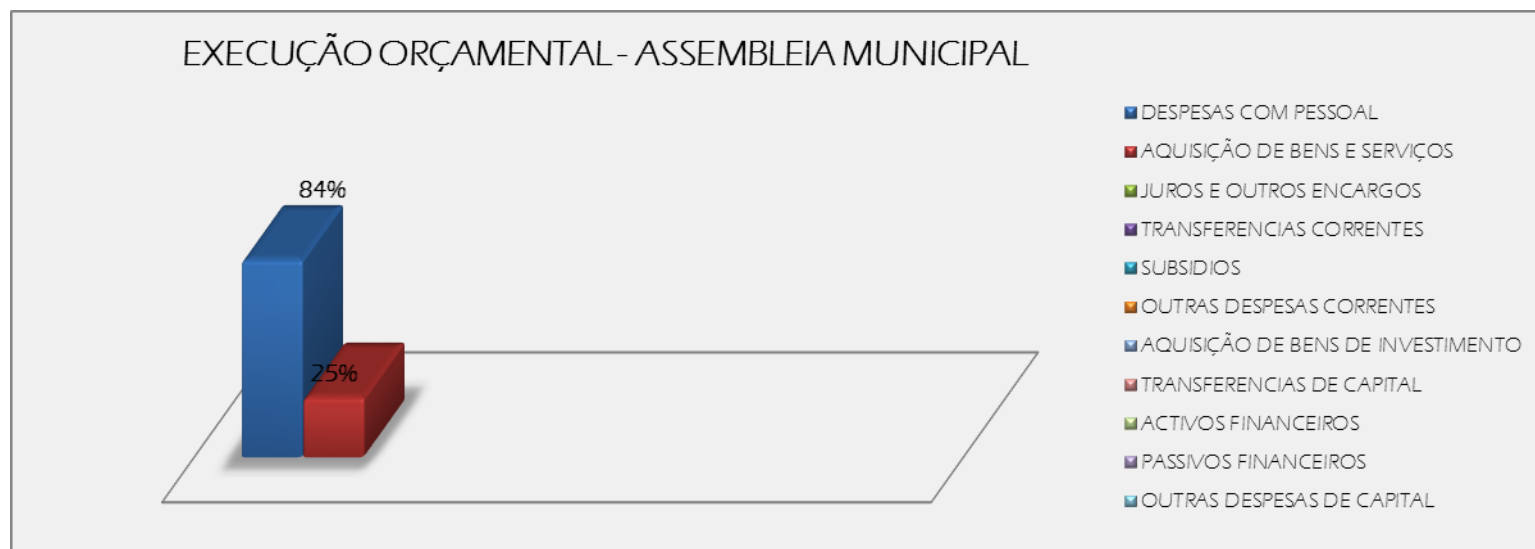 EXECUÇÃO ORÇAMENTAL - ASSEMBLEIA MUNICIPAL
84%
25%
DESPESAS COM PESSOAL
AQUISIÇÃO DE BENS E SERVIÇOS
JUROS E OUTROS ENCARGOS
TRANSFERENCIAS CORRENTES
SUBSIDIOS
OUTRAS DESPESAS CORRENTES
AQUISIÇÃO DE BENS DE INVESTIMENTO
TRANSFERENCIAS DE CAPITAL
ACTIVOS FINANCEIROS
PASSIVOS FINANCEIROS
OUTRAS DESPESAS DE CAPITAL